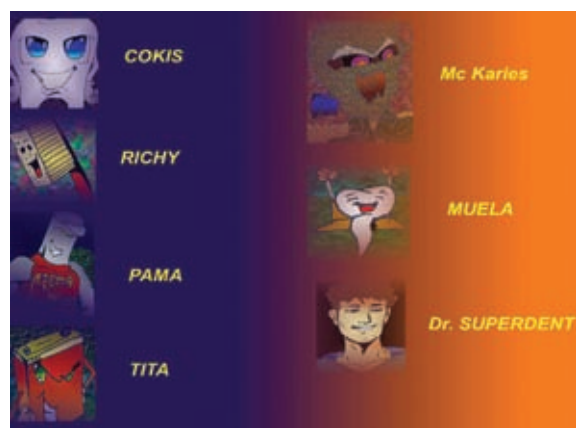 COKIS
RICHY
PAMA
TITA
Mc Karies
MUELA
Dr. SUPERDENT